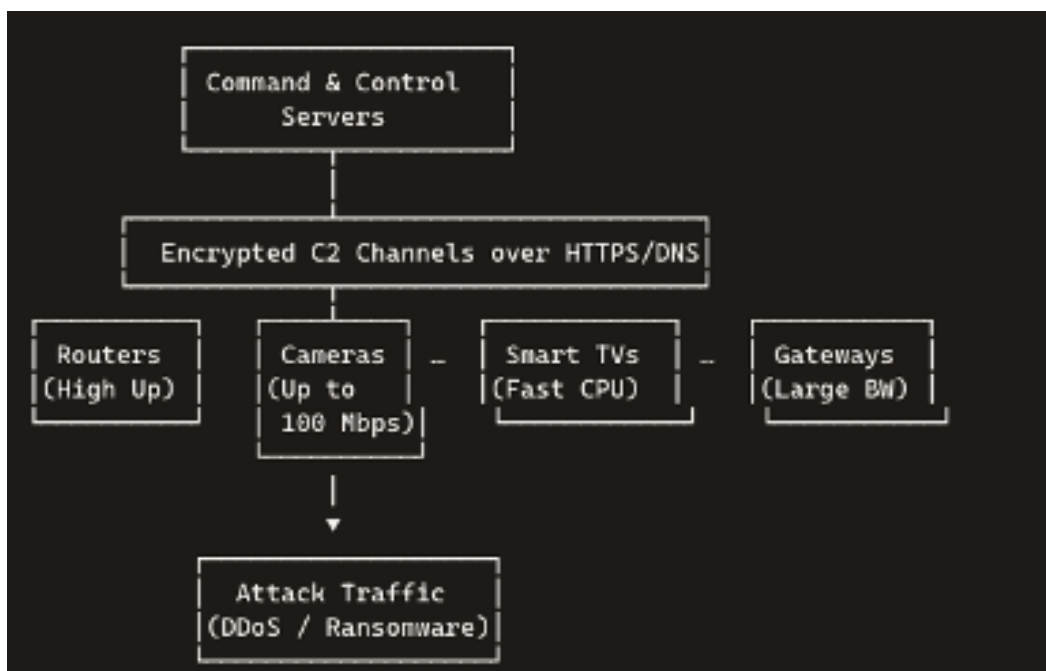 Command & Control
Servers
Encrypted C2 Channels over HTTPS/DNS
Routers
(High Up)
Cameras
(Up to
100 Mbps)
…
Smart TVs
(Fast CPU)
…
Gateways
(Large BW)
Attack Traffic
(DDoS / Ransomware)